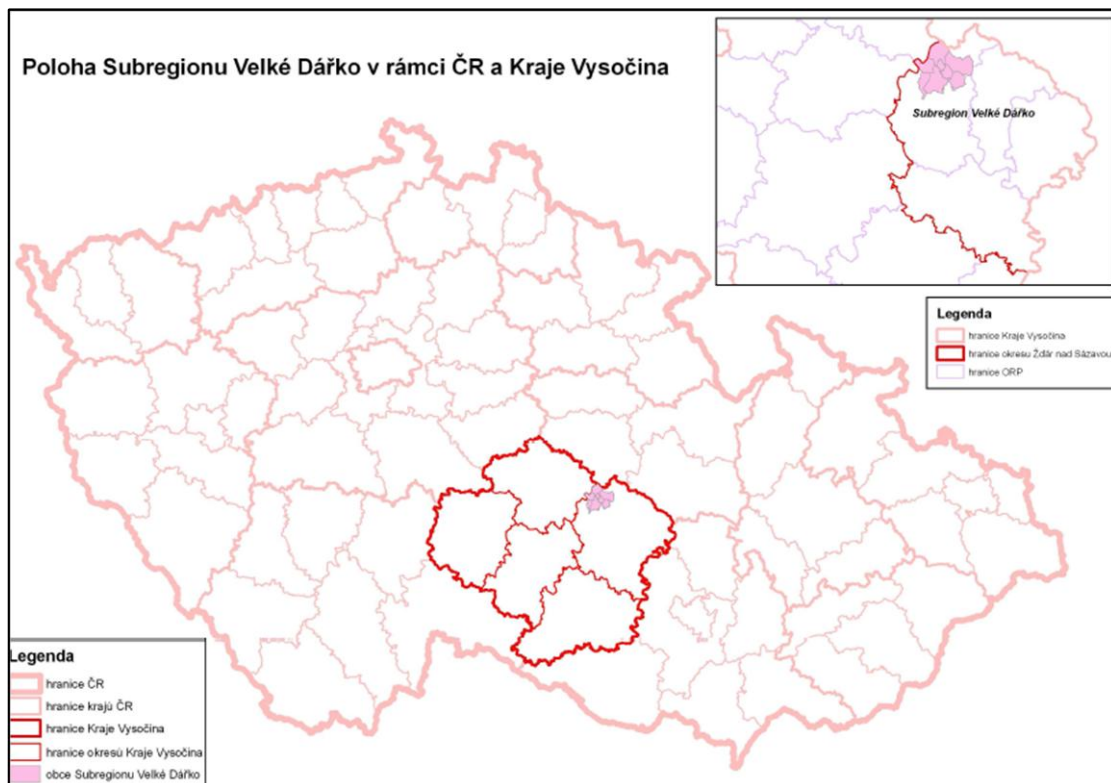 Poloha Subregionu Velké Dářko v rámci ČR a Kraje Vysočina
Subregion Velké Dářko
Legenda
hranice Kraje Vysočina
hranice okresu Žďár nad Sázavou
hranice ORP
Legenda
hranice ČR
hranice krajů ČR
hranice Kraje Vysočina
hranice okresů Kraje Vysočina
obce Subregionu Velké Dářko